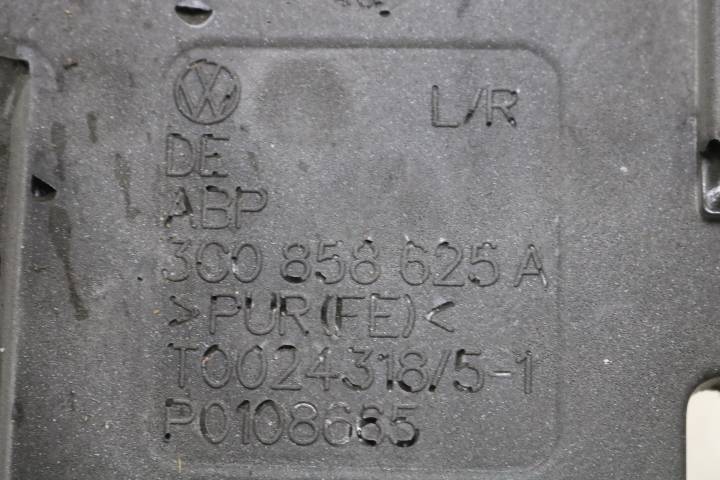 L/R
DE
ABP
3C0 858 625 A
>PUR(FE)<
T0024318/5-1
P0108665